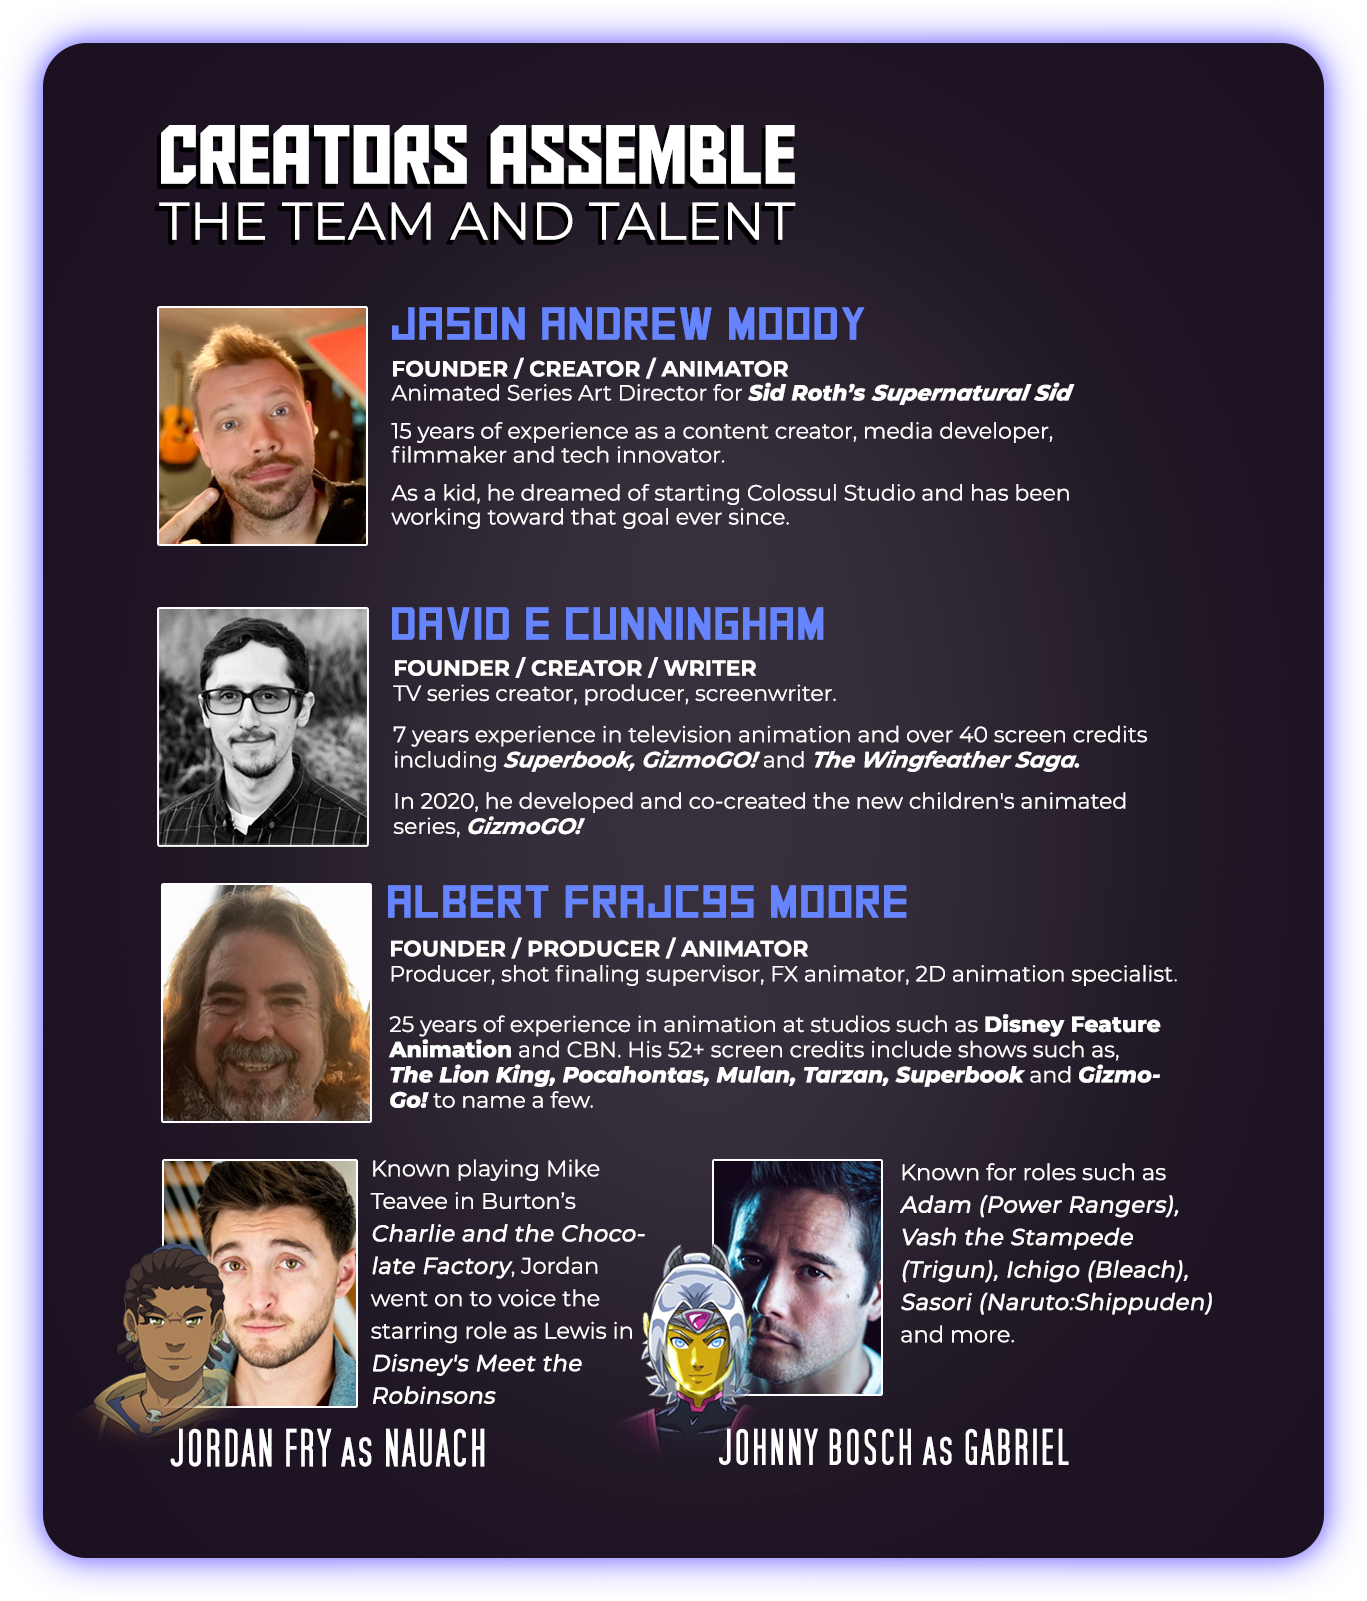 CREATORS ASSEMBLE
THE TEAM AND TALENT
JASON ANDREW MOODY
FOUNDER / CREATOR / ANIMATOR
Animated Series Art Director for Sid Roth's Supernatural Sid
15 years of experience as a content creator, media developer,
filmmaker and tech innovator.
As a kid, he dreamed of starting Colossul Studio and has been
working toward that goal ever since.
DAVID E CUNNINGHAM
FOUNDER / CREATOR / WRITER
TV series creator, producer, screenwriter.
7 years experience in television animation and over 40 screen credits
including Superbook, GizmoGO! and The Wingfeather Saga.
In 2020, he developed and co-created the new children's animated
series, GizmoGO!
ALBERT FRAJC95 MOORE
FOUNDER / PRODUCER / ANIMATOR
Producer, shot finaling supervisor, FX animator, 2D animation specialist.
25 years of experience in animation at studios such as Disney Feature
Animation and CBN. His 52+ screen credits include shows such as,
The Lion King, Pocahontas, Mulan, Tarzan, Superbook and Gizmo-
Go! to name a few.
Known playing Mike
Teavee in Burton's
Charlie and the Choco-
late Factory, Jordan
went on to voice the
starring role as Lewis in
Disney's Meet the
Robinsons
JORDAN FRY AS NAUACH
Known for roles such as
Adam (Power Rangers),
Vash the Stampede
(Trigun), Ichigo (Bleach),
Sasori (Naruto:Shippuden)
and more.
JOHNNY BOSCH AS GABRIEL